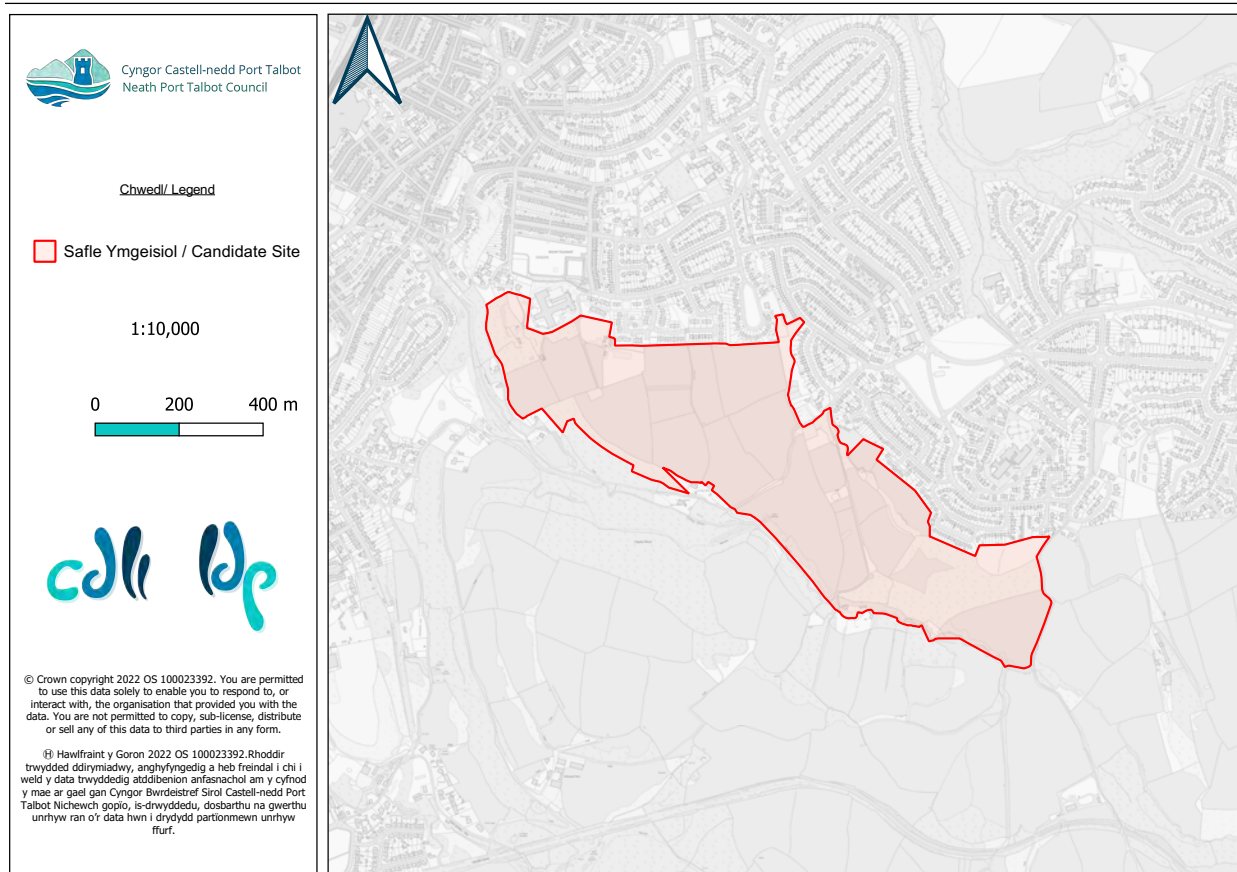 Cyngor Castell-nedd Port Talbot
Neath Port Talbot Council
Chwedl/ Legend
Safle Ymgeisiol / Candidate Site
1:10,000
0 200 400 m
cdll ldp
© Crown copyright 2022 OS 100023392. You are permitted
to use this data solely to enable you to respond to, or
interact with, the organisation that provided you with the
data. You are not permitted to copy, sub-license, distribute
or sell any of this data to third parties in any form.
Ⓗ Hawlfraint y Goron 2022 OS 100023392.Rhoddir
trwydded ddirymiadwy, anghyfyngedig a heb freindal i chi i
weld y data trwyddedig atddibenion anfasnachol am y cyfnod
y mae ar gael gan Cyngor Bwrdeistref Sirol Castell-nedd Port
Talbot Nichewch gopïo, is-drwyddedu, dosbarthu na gwerthu
unrhyw ran o'r data hwn i drydydd partïonmewn unrhyw
ffurf.